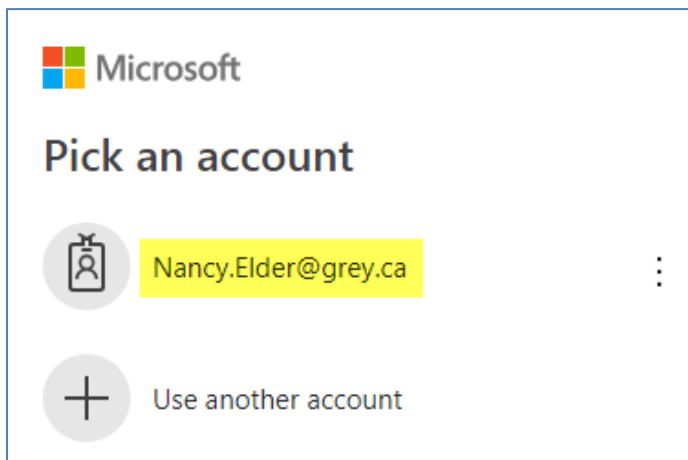 Microsoft
Pick an account
Nancy.Elder@grey.ca
Use another account